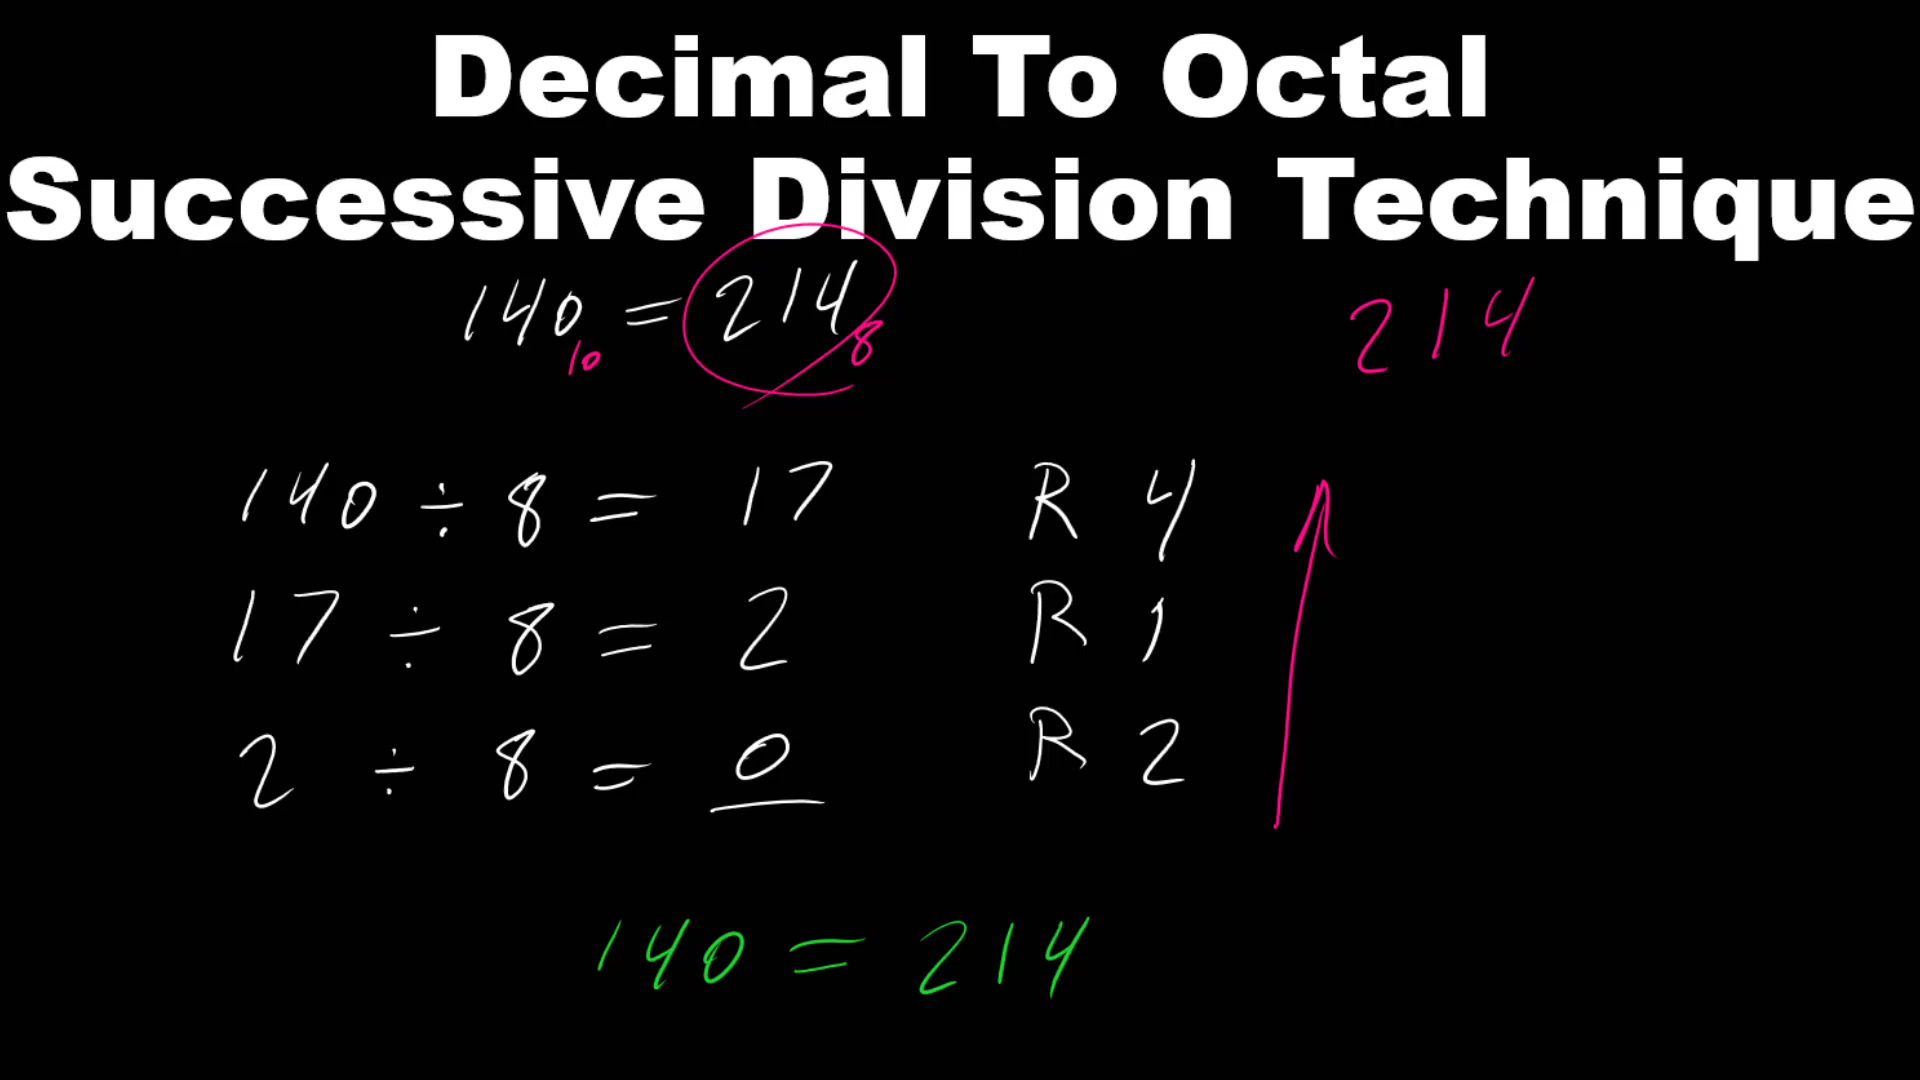 Decimal To Octal
Successive Division Technique
140₁₀ = 214₈
214
140 ÷ 8 = 17 R 4
17 ÷ 8 = 2 R 1
2 ÷ 8 = 0 R 2
140 = 214